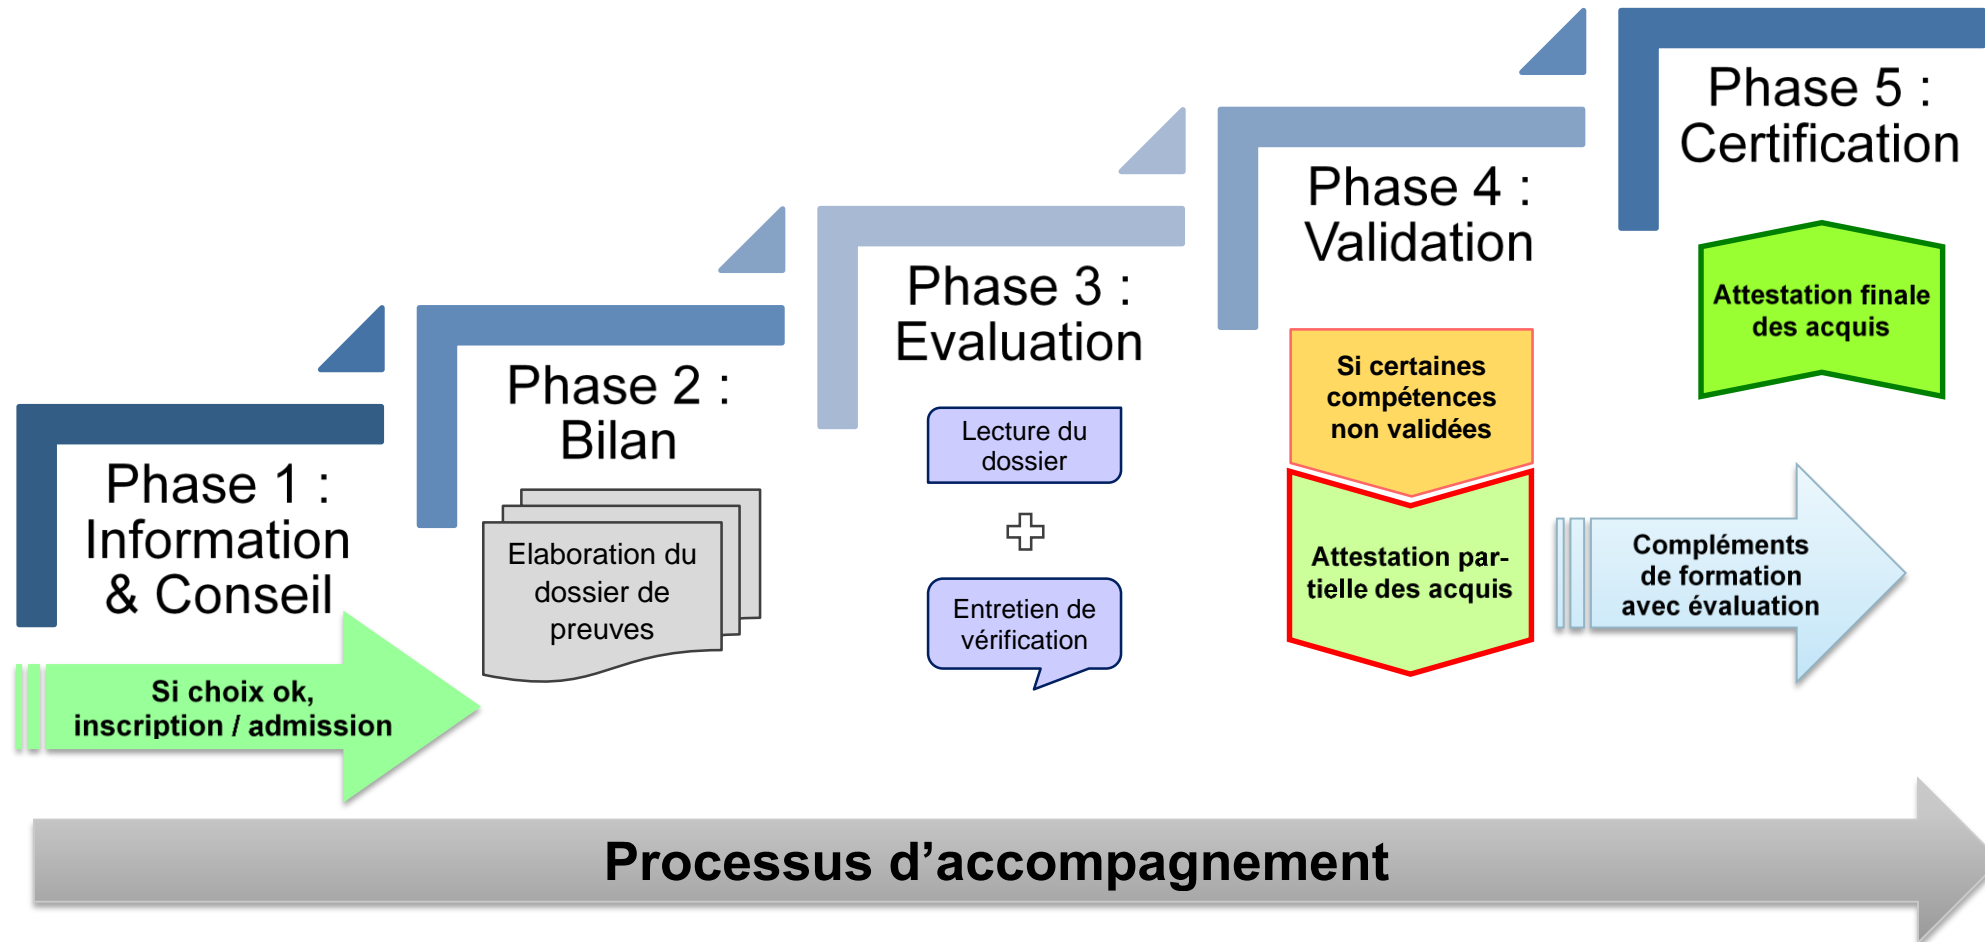 Phase 1 :
Information
& Conseil
Si choix ok,
inscription / admission
Phase 2 :
Bilan
Elaboration du
dossier de
preuves
Phase 3 :
Evaluation
Lecture du
dossier
Entretien de
vérification
Phase 4 :
Validation
Si certaines
compétences
non validées
Attestation par-
tielle des acquis
Compléments
de formation
avec évaluation
Phase 5 :
Certification
Attestation finale
des acquis
Processus d’accompagnement